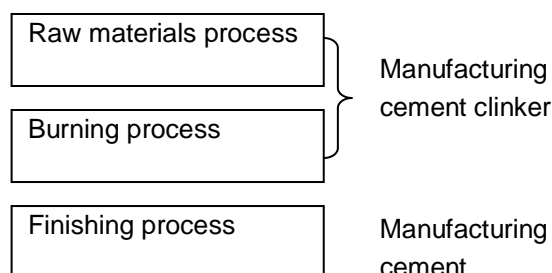 Raw materials process
Manufacturing
cement clinker
Burning process
Finishing process
Manufacturing
cement